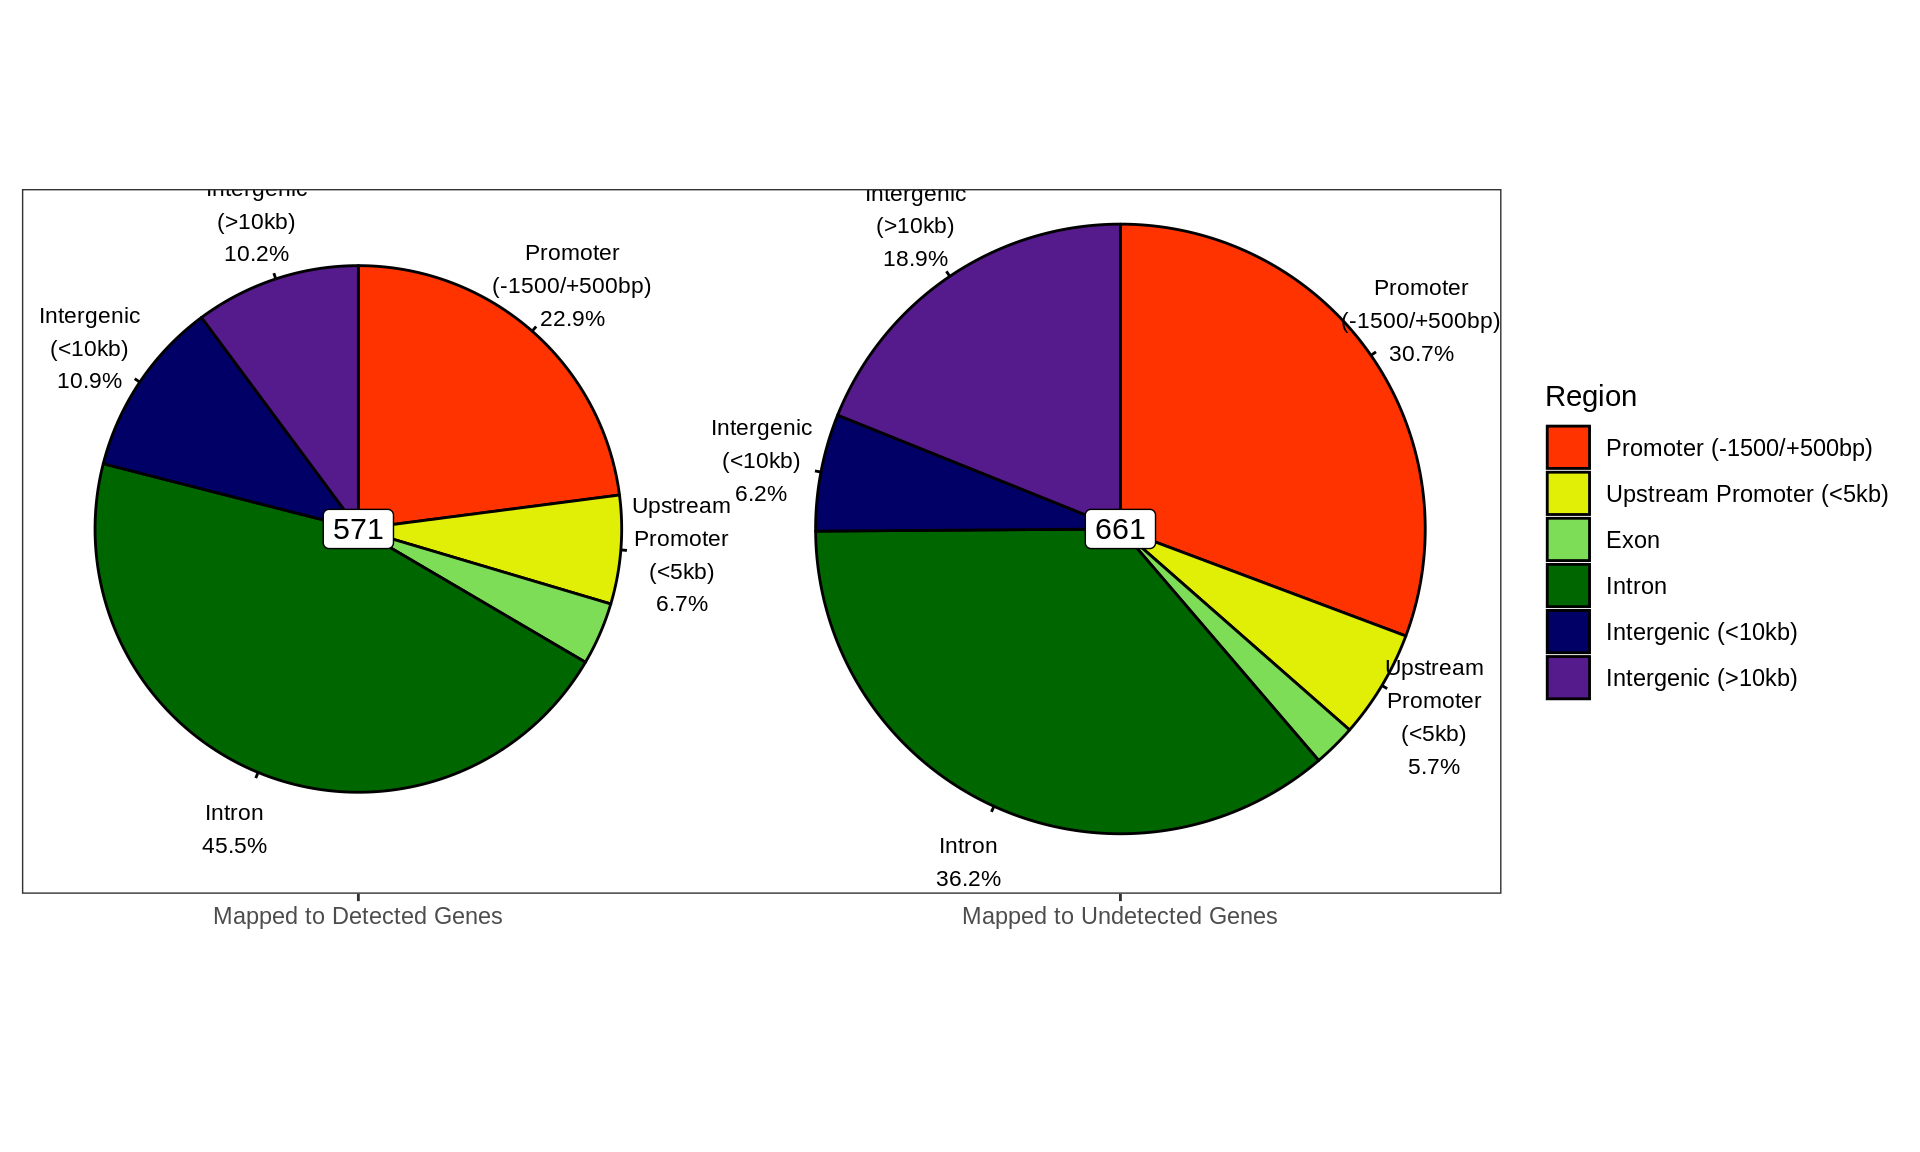 Intergenic
(>10kb)
10.2%
Promoter
(-1500/+500bp)
22.9%
Intergenic
(<10kb)
10.9%
Upstream
Promoter
(<5kb)
6.7%
571
Intron
45.5%
Mapped to Detected Genes
Intergenic
(>10kb)
18.9%
Promoter
(-1500/+500bp)
30.7%
Intergenic
(<10kb)
6.2%
661
Upstream
Promoter
(<5kb)
5.7%
Intron
36.2%
Mapped to Undetected Genes
Region
Promoter (-1500/+500bp)
Upstream Promoter (<5kb)
Exon
Intron
Intergenic (<10kb)
Intergenic (>10kb)